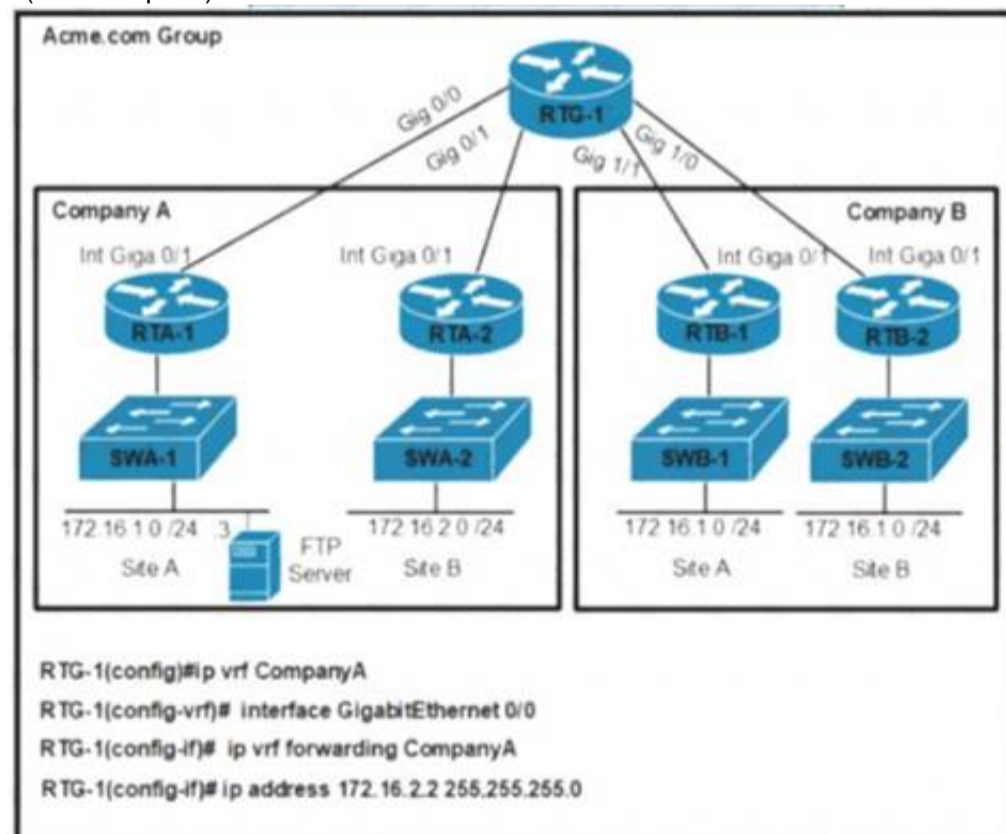 Acme.com Group
RTG-1
Gig 0/0
Gig 0/1
Gig 1/1
Gig 1/0
Company A
Company B
Int Giga 0/1
Int Giga 0/1
Int Giga 0/1
Int Giga 0/1
RTA-1
RTA-2
RTB-1
RTB-2
SWA-1
SWA-2
SWB-1
SWB-2
172.16.1.0 /24
.3
172 16 2 0 /24
172 16.1.0 /24
172.16.1.0 /24
FTP
Server
Site A
Site B
Site A
Site B
RTG-1(config)#ip vrf CompanyA
RTG-1(config-vrf)# interface GigabitEthernet 0/0
RTG-1(config-if)# ip vrf forwarding CompanyA
RTG-1(config-if)# ip address 172.16.2.2 255.255.255.0